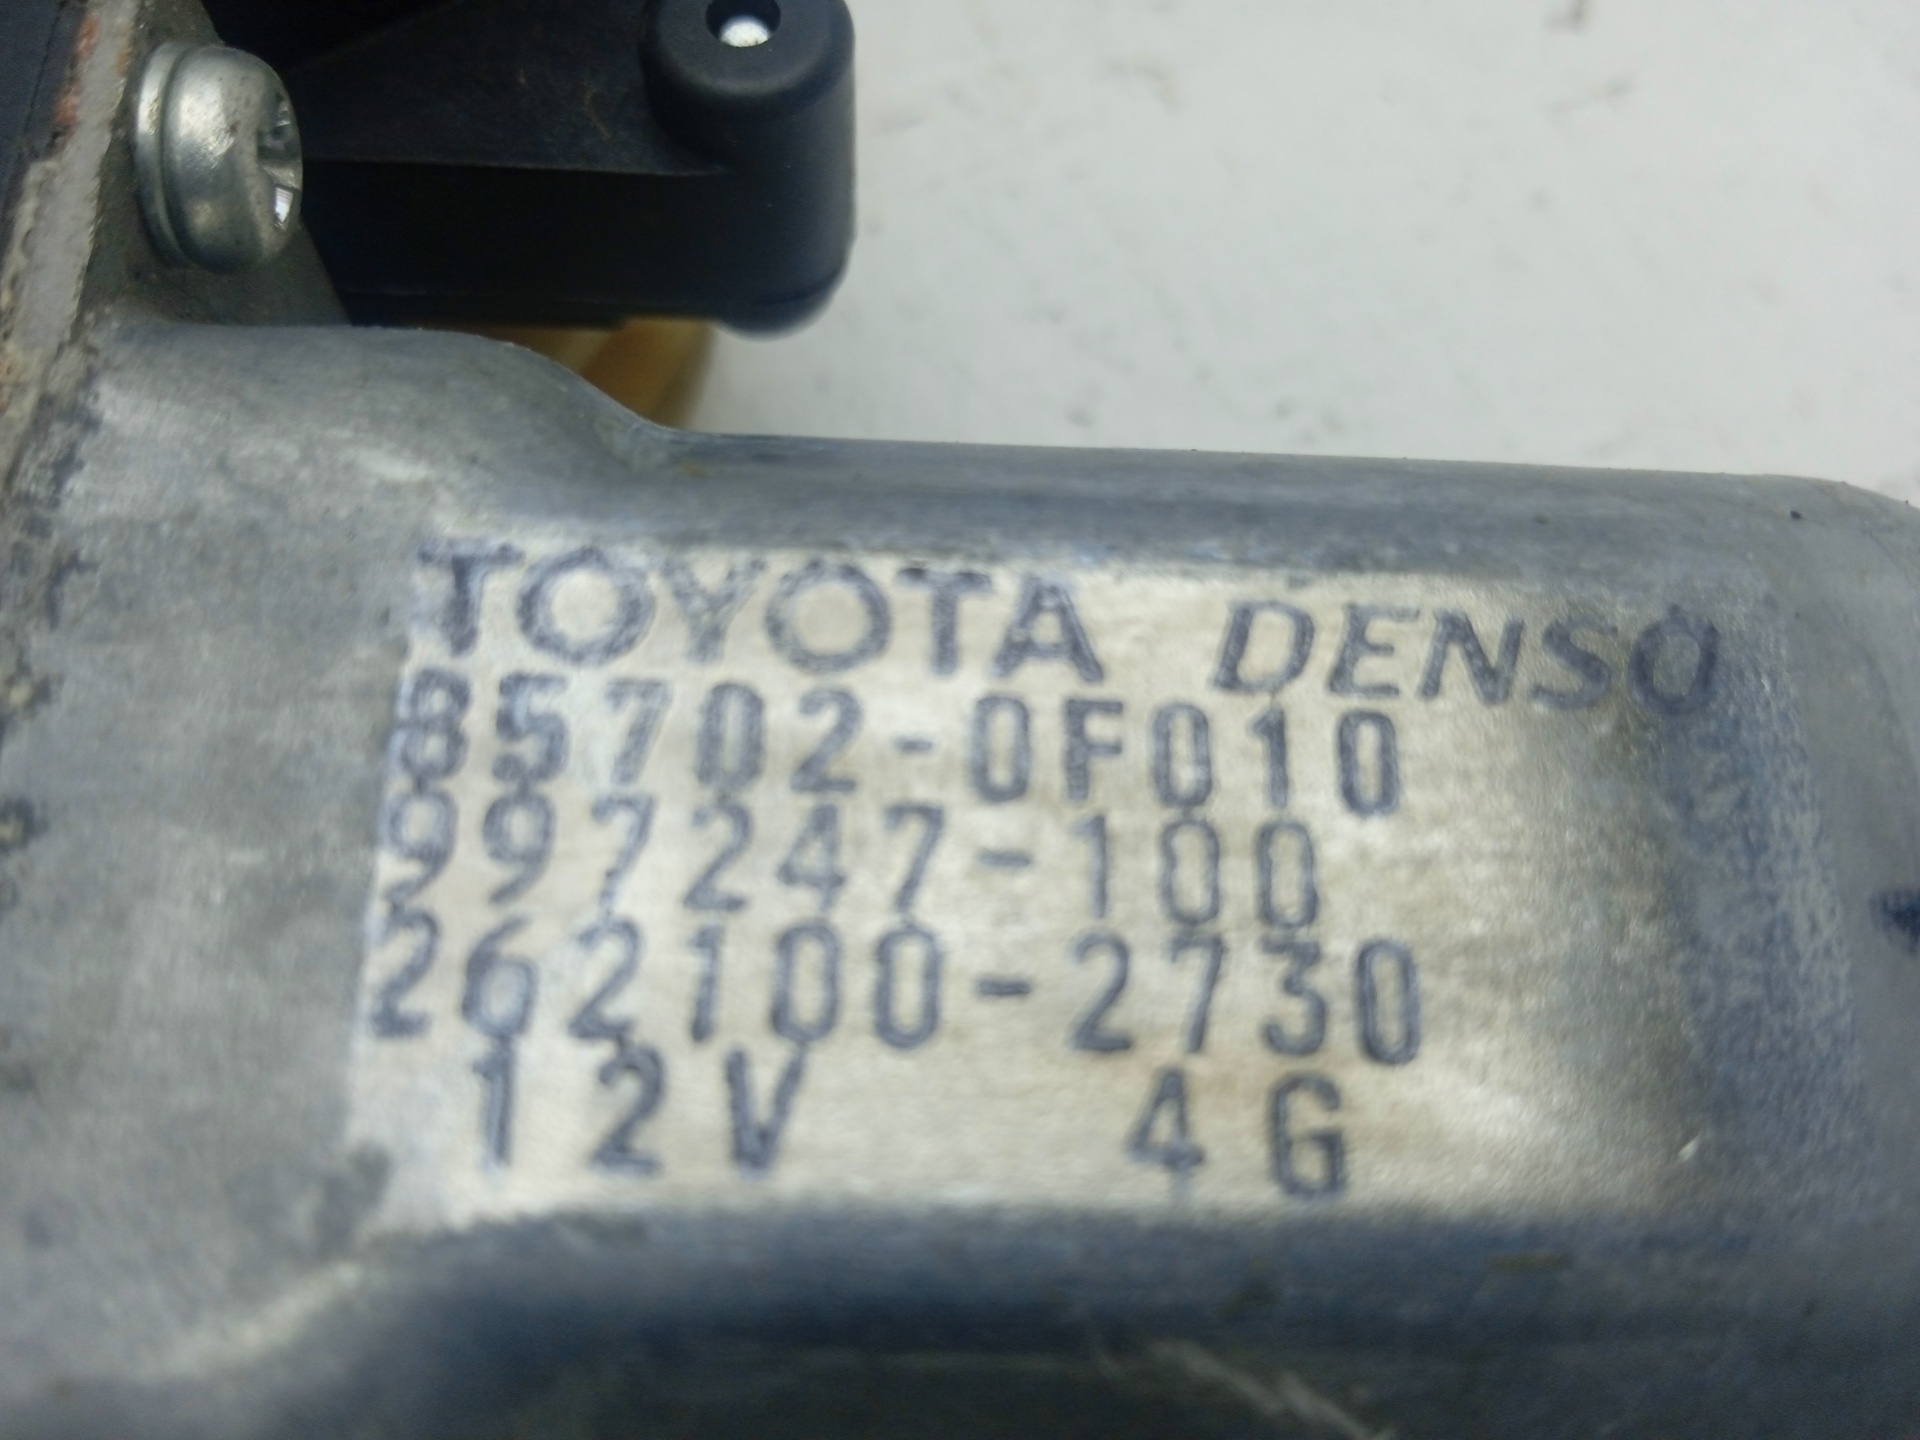 TOYOTA DENSO
85702-0F010
997247-100
262100-2730
12V 4G